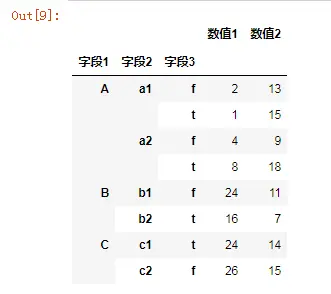 Out[9]:
数值1 数值2
字段1 字段2 字段3
A a1 f 2 13
t 1 15
a2 f 4 9
t 8 18
B b1 f 24 11
b2 t 16 7
C c1 t 24 14
c2 f 26 15